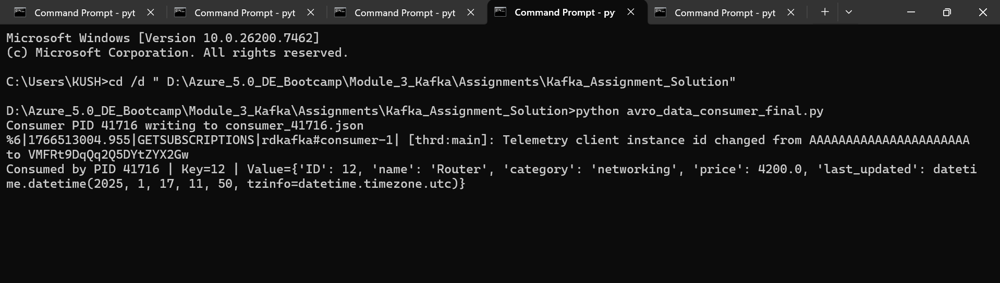 Command Prompt - pyt
Command Prompt - pyt
Command Prompt - pyt
Command Prompt - py
Command Prompt - pyt
Microsoft Windows [Version 10.0.26200.7462]
(c) Microsoft Corporation. All rights reserved.
C:\Users\KUSH>cd /d " D:\Azure_5.0_DE_Bootcamp\Module_3_Kafka\Assignments\Kafka_Assignment_Solution"
D:\Azure_5.0_DE_Bootcamp\Module_3_Kafka\Assignments\Kafka_Assignment_Solution>python avro_data_consumer_final.py
Consumer PID 41716 writing to consumer_41716.json
%6|1766513004.955|GETSUBSCRIPTIONS|rdkafka#consumer-1| [thrd:main]: Telemetry client instance id changed from AAAAAAAAAAAAAAAAAAAAAA
to VMFRt9DqQq2Q5DYtZYX2Gw
Consumed by PID 41716 | Key=12 | Value={'ID': 12, 'name': 'Router', 'category': 'networking', 'price': 4200.0, 'last_updated': dateti
me.datetime(2025, 1, 17, 11, 50, tzinfo=datetime.timezone.utc)}